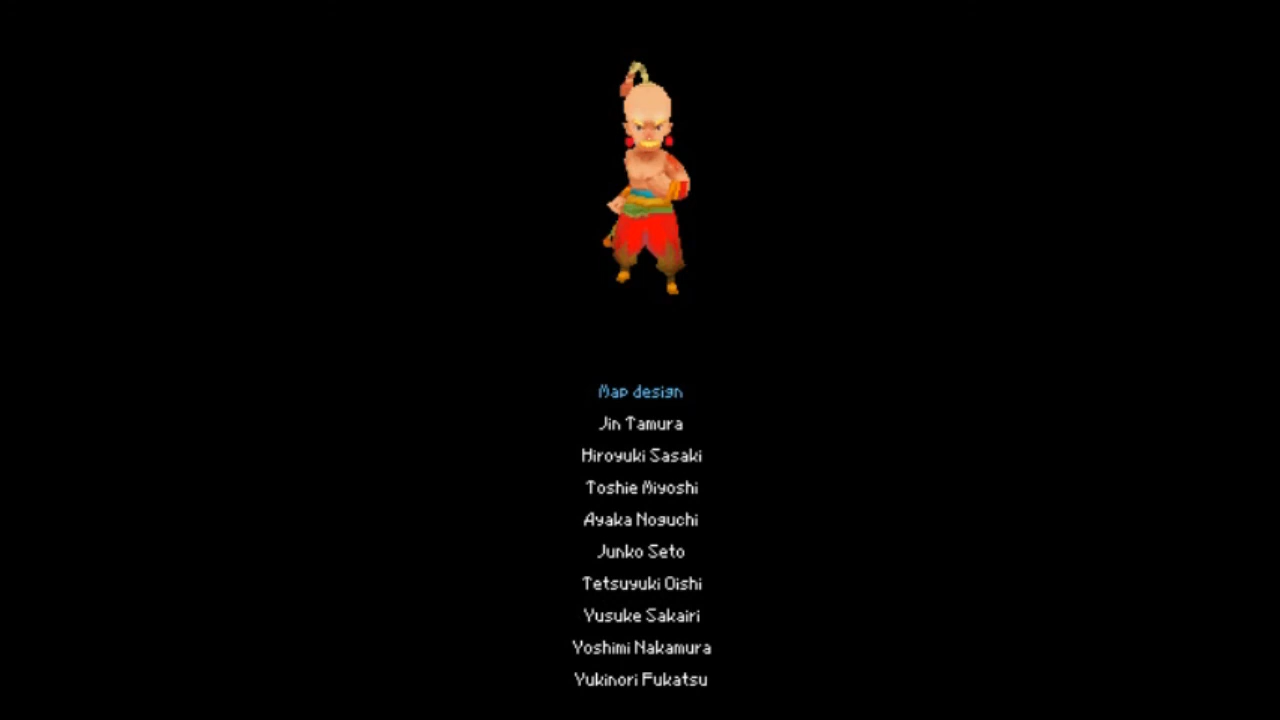 Map design
Jin Tamura
Hiroyuki Sasaki
Toshie Miyoshi
Ayaka Noguchi
Junko Seto
Tetsuyuki Oishi
Yusuke Sakairi
Yoshimi Nakamura
Yukinori Fukatsu